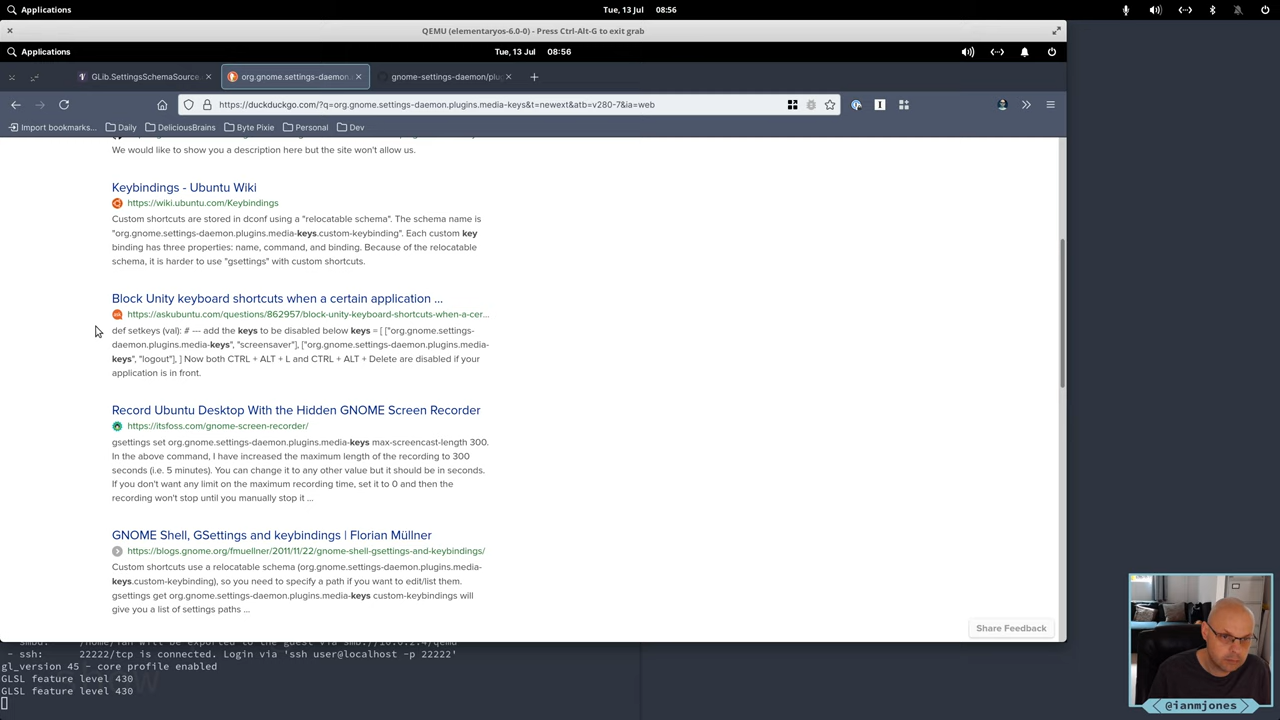 Applications
Tue, 13 Jul 08:56
QEMU (elementaryos-6.0-0) - Press Ctrl-Alt-G to exit grab
Applications
Tue, 13 Jul 08:56
GLib.SettingsSchemaSource
org.gnome.settings-daemon.
gnome-settings-daemon/plu
https://duckduckgo.com/?q=org.gnome.settings-daemon.plugins.media-keys&t=newext&atb=v280-7&ia=web
Import bookmarks... Daily DeliciousBrains Byte Pixie Personal Dev
We would like to show you a description here but the site won't allow us.
Keybindings - Ubuntu Wiki
https://wiki.ubuntu.com/Keybindings
Custom shortcuts are stored in dconf using a "relocatable schema". The schema name is
"org.gnome.settings-daemon.plugins.media-keys.custom-keybinding". Each custom key
binding has three properties: name, command, and binding. Because of the relocatable
schema, it is harder to use "gsettings" with custom shortcuts.
Block Unity keyboard shortcuts when a certain application ...
https://askubuntu.com/questions/862957/block-unity-keyboard-shortcuts-when-a-cer...
def setkeys (val): # --- add the keys to be disabled below keys = [ ["org.gnome.settings-
daemon.plugins.media-keys", "screensaver"], ["org.gnome.settings-daemon.plugins.media-
keys", "logout"], ] Now both CTRL + ALT + L and CTRL + ALT + Delete are disabled if your
application is in front.
Record Ubuntu Desktop With the Hidden GNOME Screen Recorder
https://itsfoss.com/gnome-screen-recorder/
gsettings set org.gnome.settings-daemon.plugins.media-keys max-screencast-length 300.
In the above command, I have increased the maximum length of the recording to 300
seconds (i.e. 5 minutes). You can change it to any other value but it should be in seconds.
If you don't want any limit on the maximum recording time, set it to 0 and then the
recording won't stop until you manually stop it ...
GNOME Shell, GSettings and keybindings | Florian Müllner
https://blogs.gnome.org/fmuellner/2011/11/22/gnome-shell-gsettings-and-keybindings/
Custom shortcuts use a relocatable schema (org.gnome.settings-daemon.plugins.media-
keys.custom-keybinding), so you need to specify a path if you want to edit/list them.
gsettings get org.gnome.settings-daemon.plugins.media-keys custom-keybindings will
give you a list of settings paths ...
Share Feedback
- ssh: 22222/tcp is connected. Login via 'ssh user@localhost -p 22222'
gl_version 45 - core profile enabled
GLSL feature level 430
GLSL feature level 430
@ianmjones